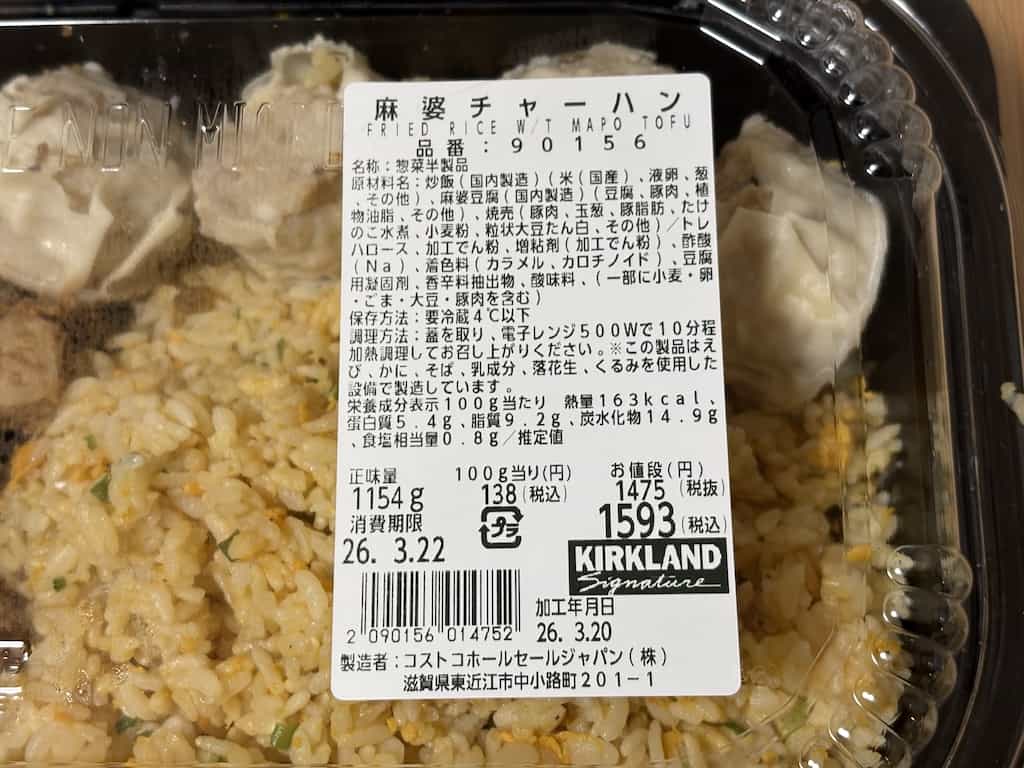 麻婆チャーハン
FRIED RICE W/T MAPO TOFU
品番:90156
名称:惣菜半製品
原材料名:炒飯(国内製造)(米(国産)、液卵、葱
、その他)、麻婆豆腐(国内製造)(豆腐、豚肉、植
物油脂、その他)、焼売(豚肉、玉葱、豚脂肪、たけ
のこ水煮、小麦粉、粒状大豆たん白、その他)/トレ
ハロース、加工でん粉、増粘剤(加工でん粉)、酢酸
(Na)、着色料(カラメル、カロチノイド)、豆腐
用凝固剤、香辛料抽出物、酸味料、(一部に小麦・卵
・ごま・大豆・豚肉を含む)
保存方法:要冷蔵4℃以下
調理方法:蓋を取り、電子レンジ500Wで10分程
加熱調理してお召し上がりください。※この製品はえ
び、かに、そば、乳成分、落花生、くるみを使用した
設備で製造しています。
栄養成分表示100g当たり 熱量163kcal、
蛋白質5.4g、脂質9.2g、炭水化物14.9g
、食塩相当量0.8g/推定値
正味量 100g当り(円) お値段(円)
1154g 138(税込) 1475(税抜)
消費期限 プラ 1593(税込)
26. 3.22
KIRKLAND
Signature
加工年月日
26. 3.20
2 090156 014752
製造者:コストコホールセールジャパン(株)
滋賀県東近江市中小路町201-1